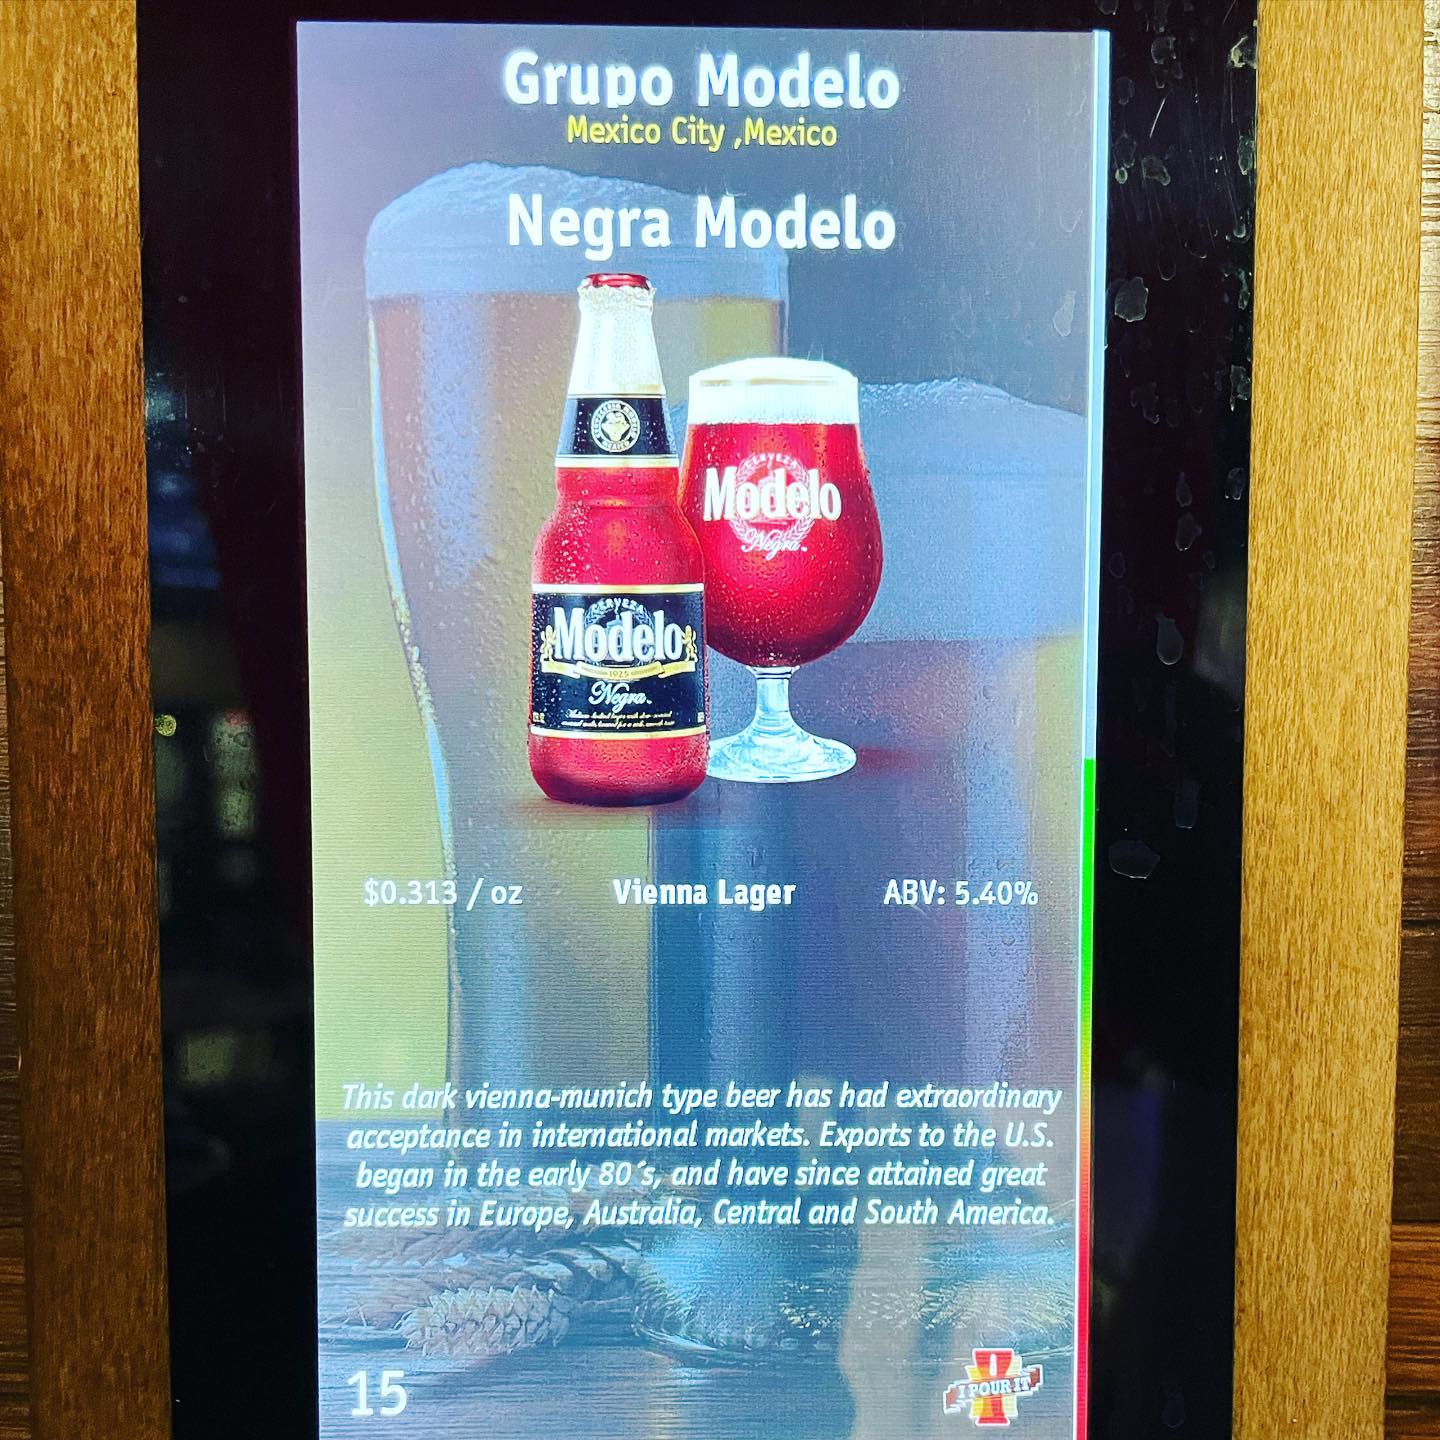 Grupo Modelo
Mexico City ,Mexico
Negra Modelo
CERVEZA
Modelo
Negra
CERVEZA
Modelo
1925
Negra
$0.313 / oz
Vienna Lager
ABV: 5.40%
This dark vienna-munich type beer has had extraordinary
acceptance in international markets. Exports to the U.S.
began in the early 80´s, and have since attained great
success in Europe, Australia, Central and South America.
15
I POUR IT